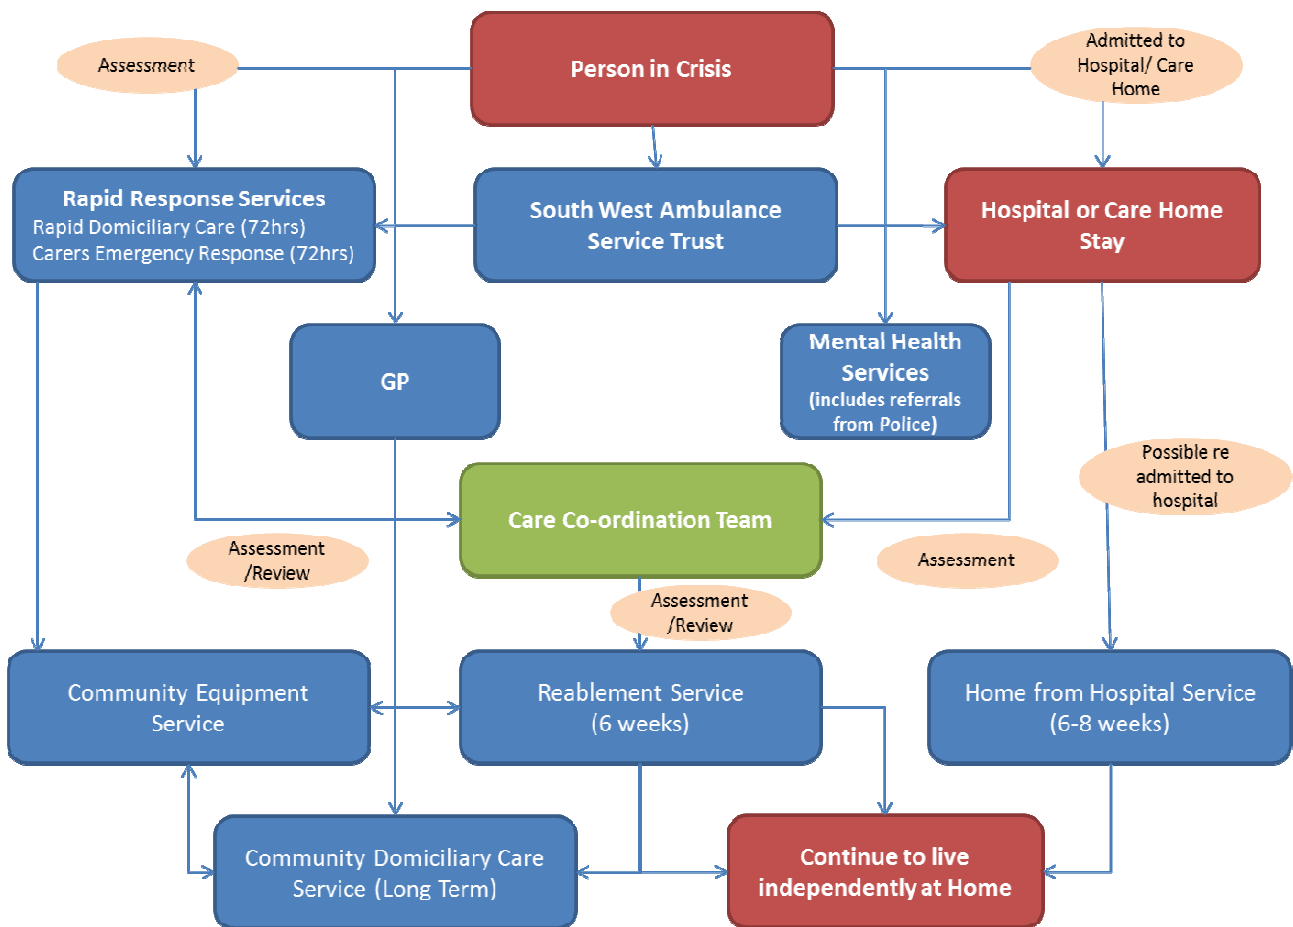 Assessment
Person in Crisis
Admitted to
Hospital/ Care
Home
Rapid Response Services
Rapid Domiciliary Care (72hrs)
Carers Emergency Response (72hrs)
South West Ambulance
Service Trust
Hospital or Care Home
Stay
GP
Mental Health
Services
(includes referrals
from Police)
Possible re
admitted to
hospital
Care Co-ordination Team
Assessment
/Review
Assessment
Assessment
/Review
Community Equipment
Service
Reablement Service
(6 weeks)
Home from Hospital Service
(6-8 weeks)
Community Domiciliary Care
Service (Long Term)
Continue to live
independently at Home